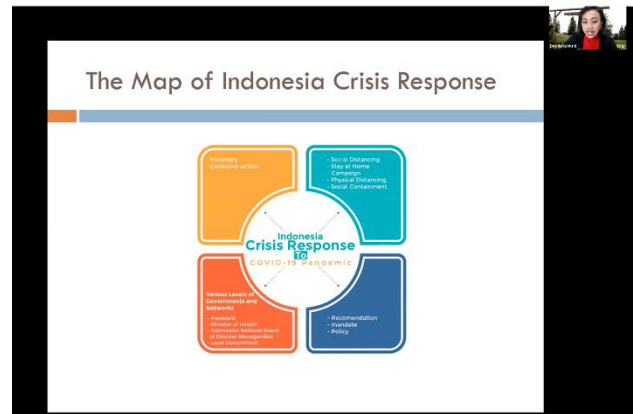 The Map of Indonesia Crisis Response
- Voluntary
- Collective Action
- Social Distancing
- Stay at Home
Campaign
- Physical Distancing
- Social Containment
Indonesia
Crisis Response
To
COVID-19 Pandemic
Various Levels of
Governments and
Networks
- President
- Minister of Health
- Indonesian National Board
of Disaster Management
Local Government
- Recomendation
- mandate
- Policy